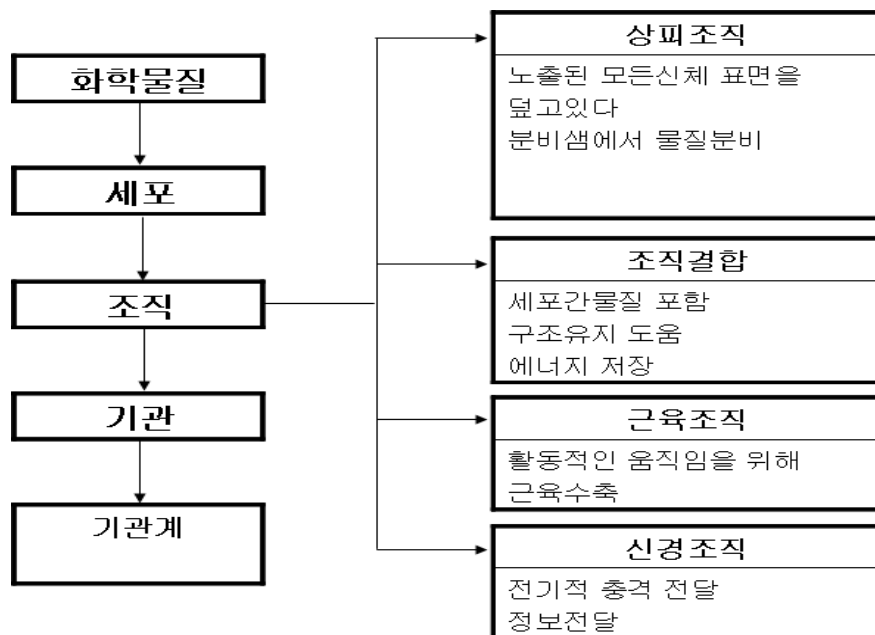 화학물질
세포
조직
기관
기관계
상피조직
노출된 모든신체 표면을
덮고있다
분비샘에서 물질분비
조직결합
세포간물질 포함
구조유지 도움
에너지 저장
근육조직
활동적인 움직임을 위해
근육수축
신경조직
전기적 충격 전달
정보전달